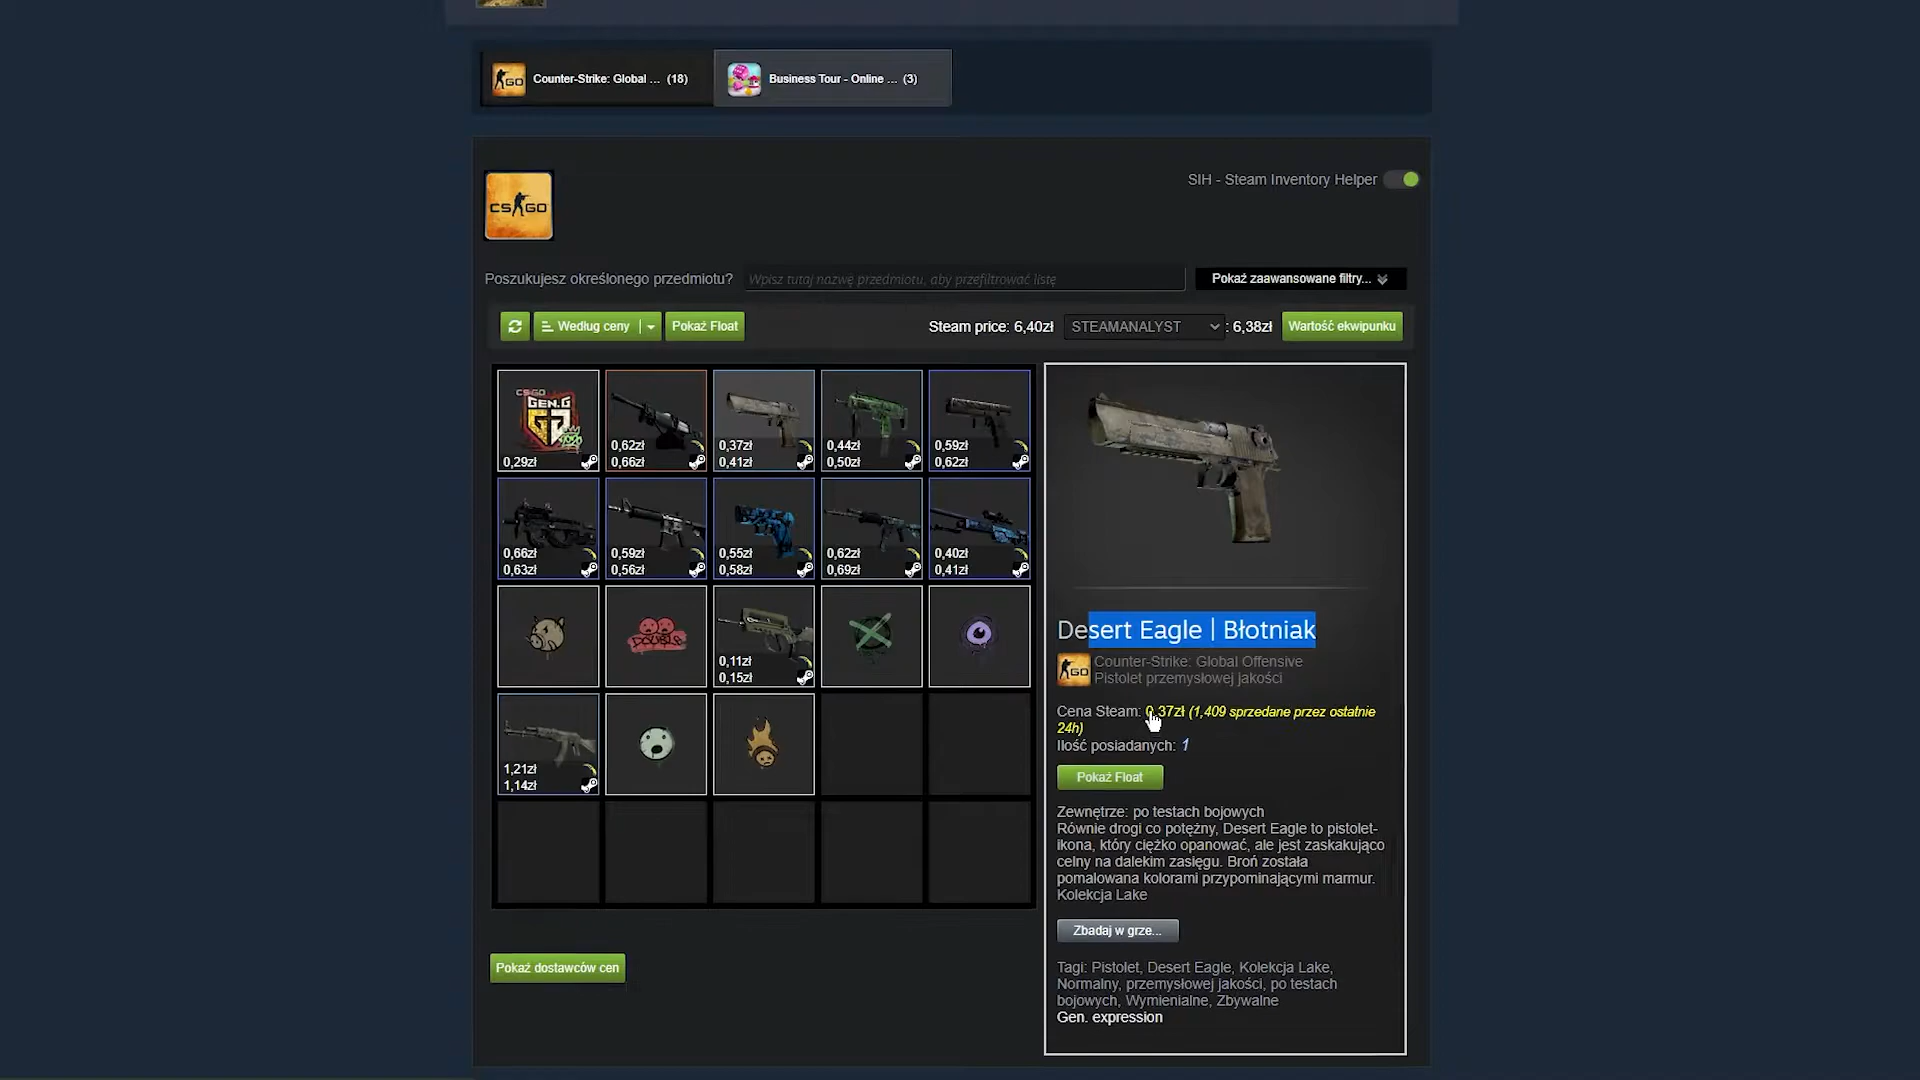 Counter-Strike: Global ... (18)
Business Tour - Online ... (3)
CS GO
SIH - Steam Inventory Helper
Poszukujesz określonego przedmiotu?
Wpisz tutaj nazwę przedmiotu, aby przefiltrować listę
Pokaż zaawansowane filtry...
Według ceny
Pokaż Float
Steam price: 6,40zł
STEAMANALYST
: 6,38zł
Wartość ekwipunku
CS:GO
GEN.G
0,29zł
0,62zł
0,66zł
0,37zł
0,41zł
0,44zł
0,50zł
0,59zł
0,62zł
0,66zł
0,63zł
0,59zł
0,56zł
0,55zł
0,58zł
0,62zł
0,69zł
0,40zł
0,41zł
DOUBLE
0,11zł
0,15zł
1,21zł
1,14zł
Pokaż dostawców cen
Desert Eagle | Błotniak
Counter-Strike: Global Offensive
Pistolet przemysłowej jakości
Cena Steam: 0,37zł (1,409 sprzedane przez ostatnie
24h)
Ilość posiadanych: 1
Pokaż Float
Zewnętrze: po testach bojowych
Równie drogi co potężny, Desert Eagle to pistolet-
ikona, który ciężko opanować, ale jest zaskakująco
celny na dalekim zasięgu. Broń została
pomalowana kolorami przypominającymi marmur.
Kolekcja Lake
Zbadaj w grze...
Tagi: Pistolet, Desert Eagle, Kolekcja Lake,
Normalny, przemysłowej jakości, po testach
bojowych, Wymienialne, Zbywalne
Gen. expression